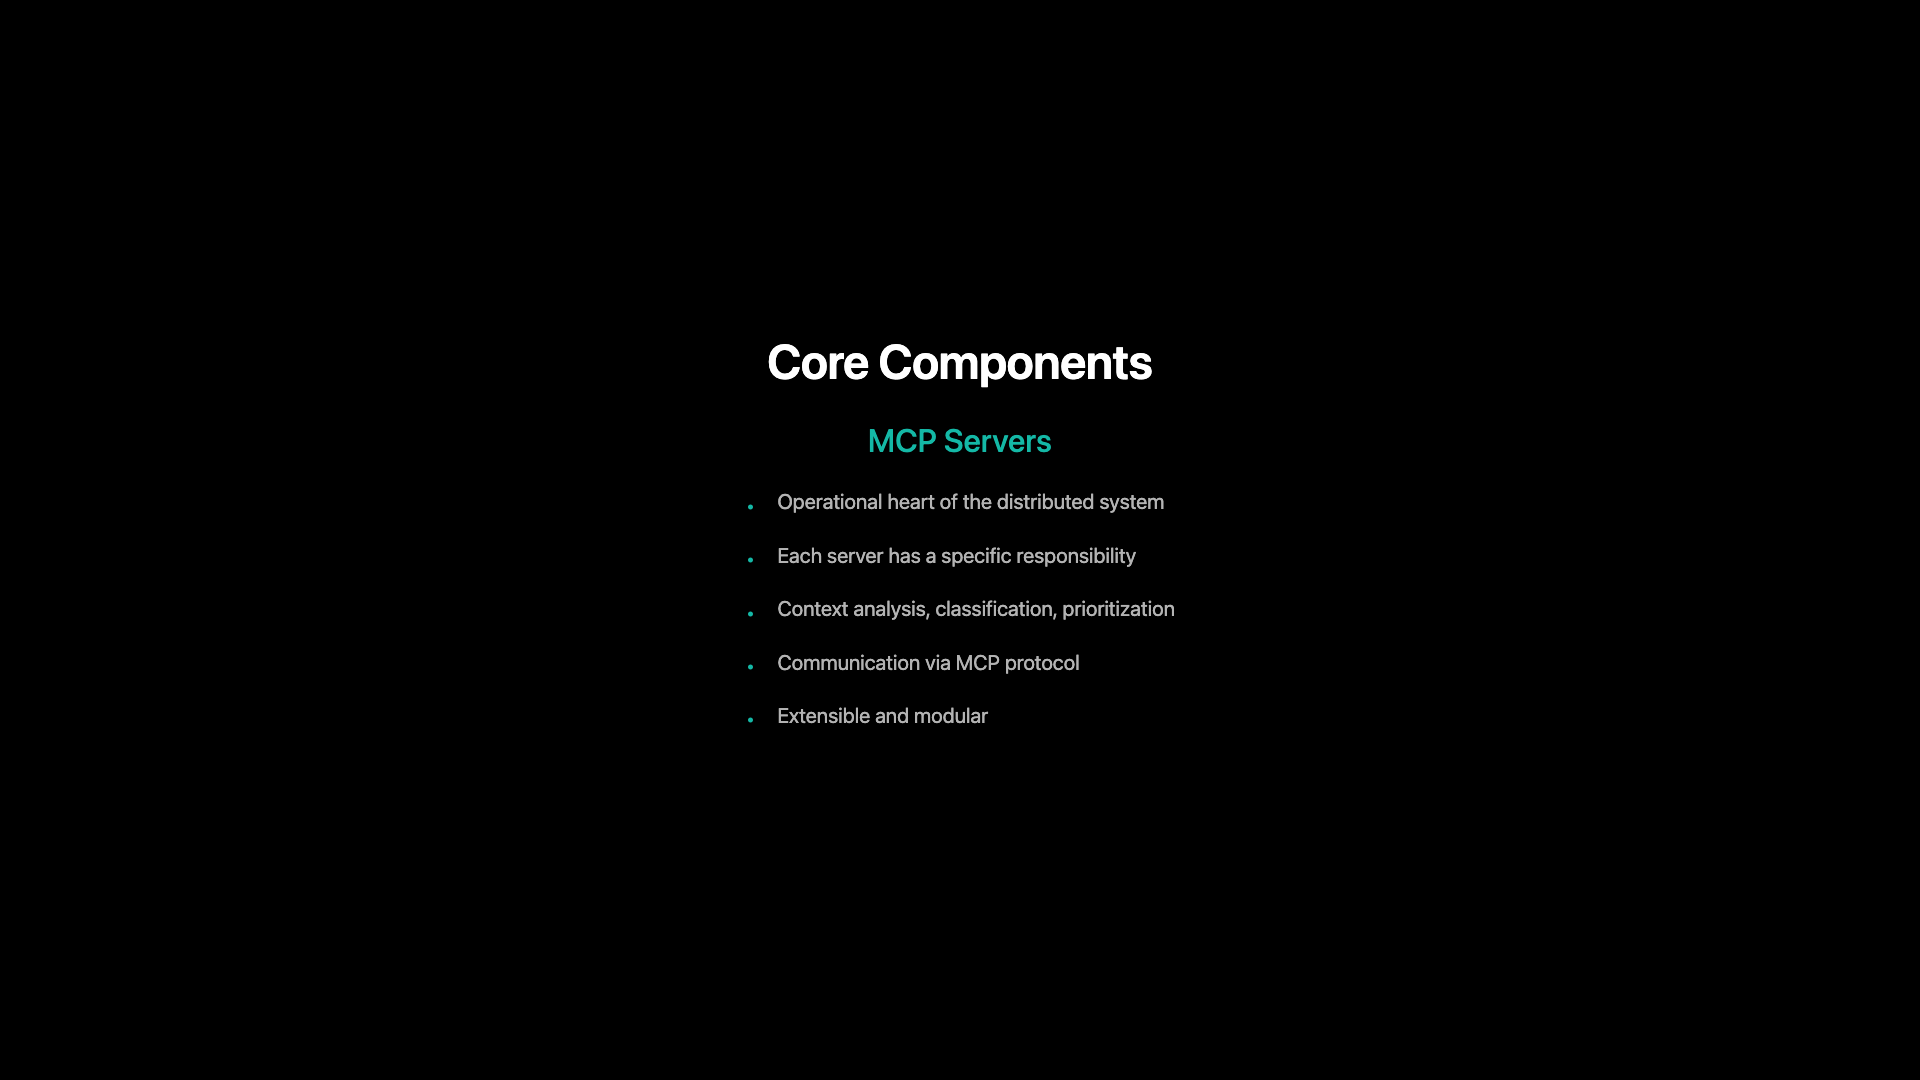 Core Components
MCP Servers
Operational heart of the distributed system
Each server has a specific responsibility
Context analysis, classification, prioritization
Communication via MCP protocol
Extensible and modular